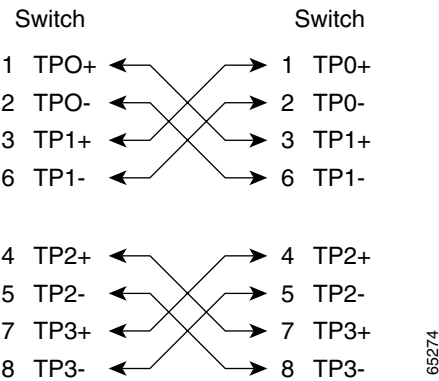 Switch Switch
1 TPO+ 1 TP0+
2 TPO- 2 TP0-
3 TP1+ 3 TP1+
6 TP1- 6 TP1-
4 TP2+ 4 TP2+
5 TP2- 5 TP2-
7 TP3+ 7 TP3+
8 TP3- 8 TP3-
65274